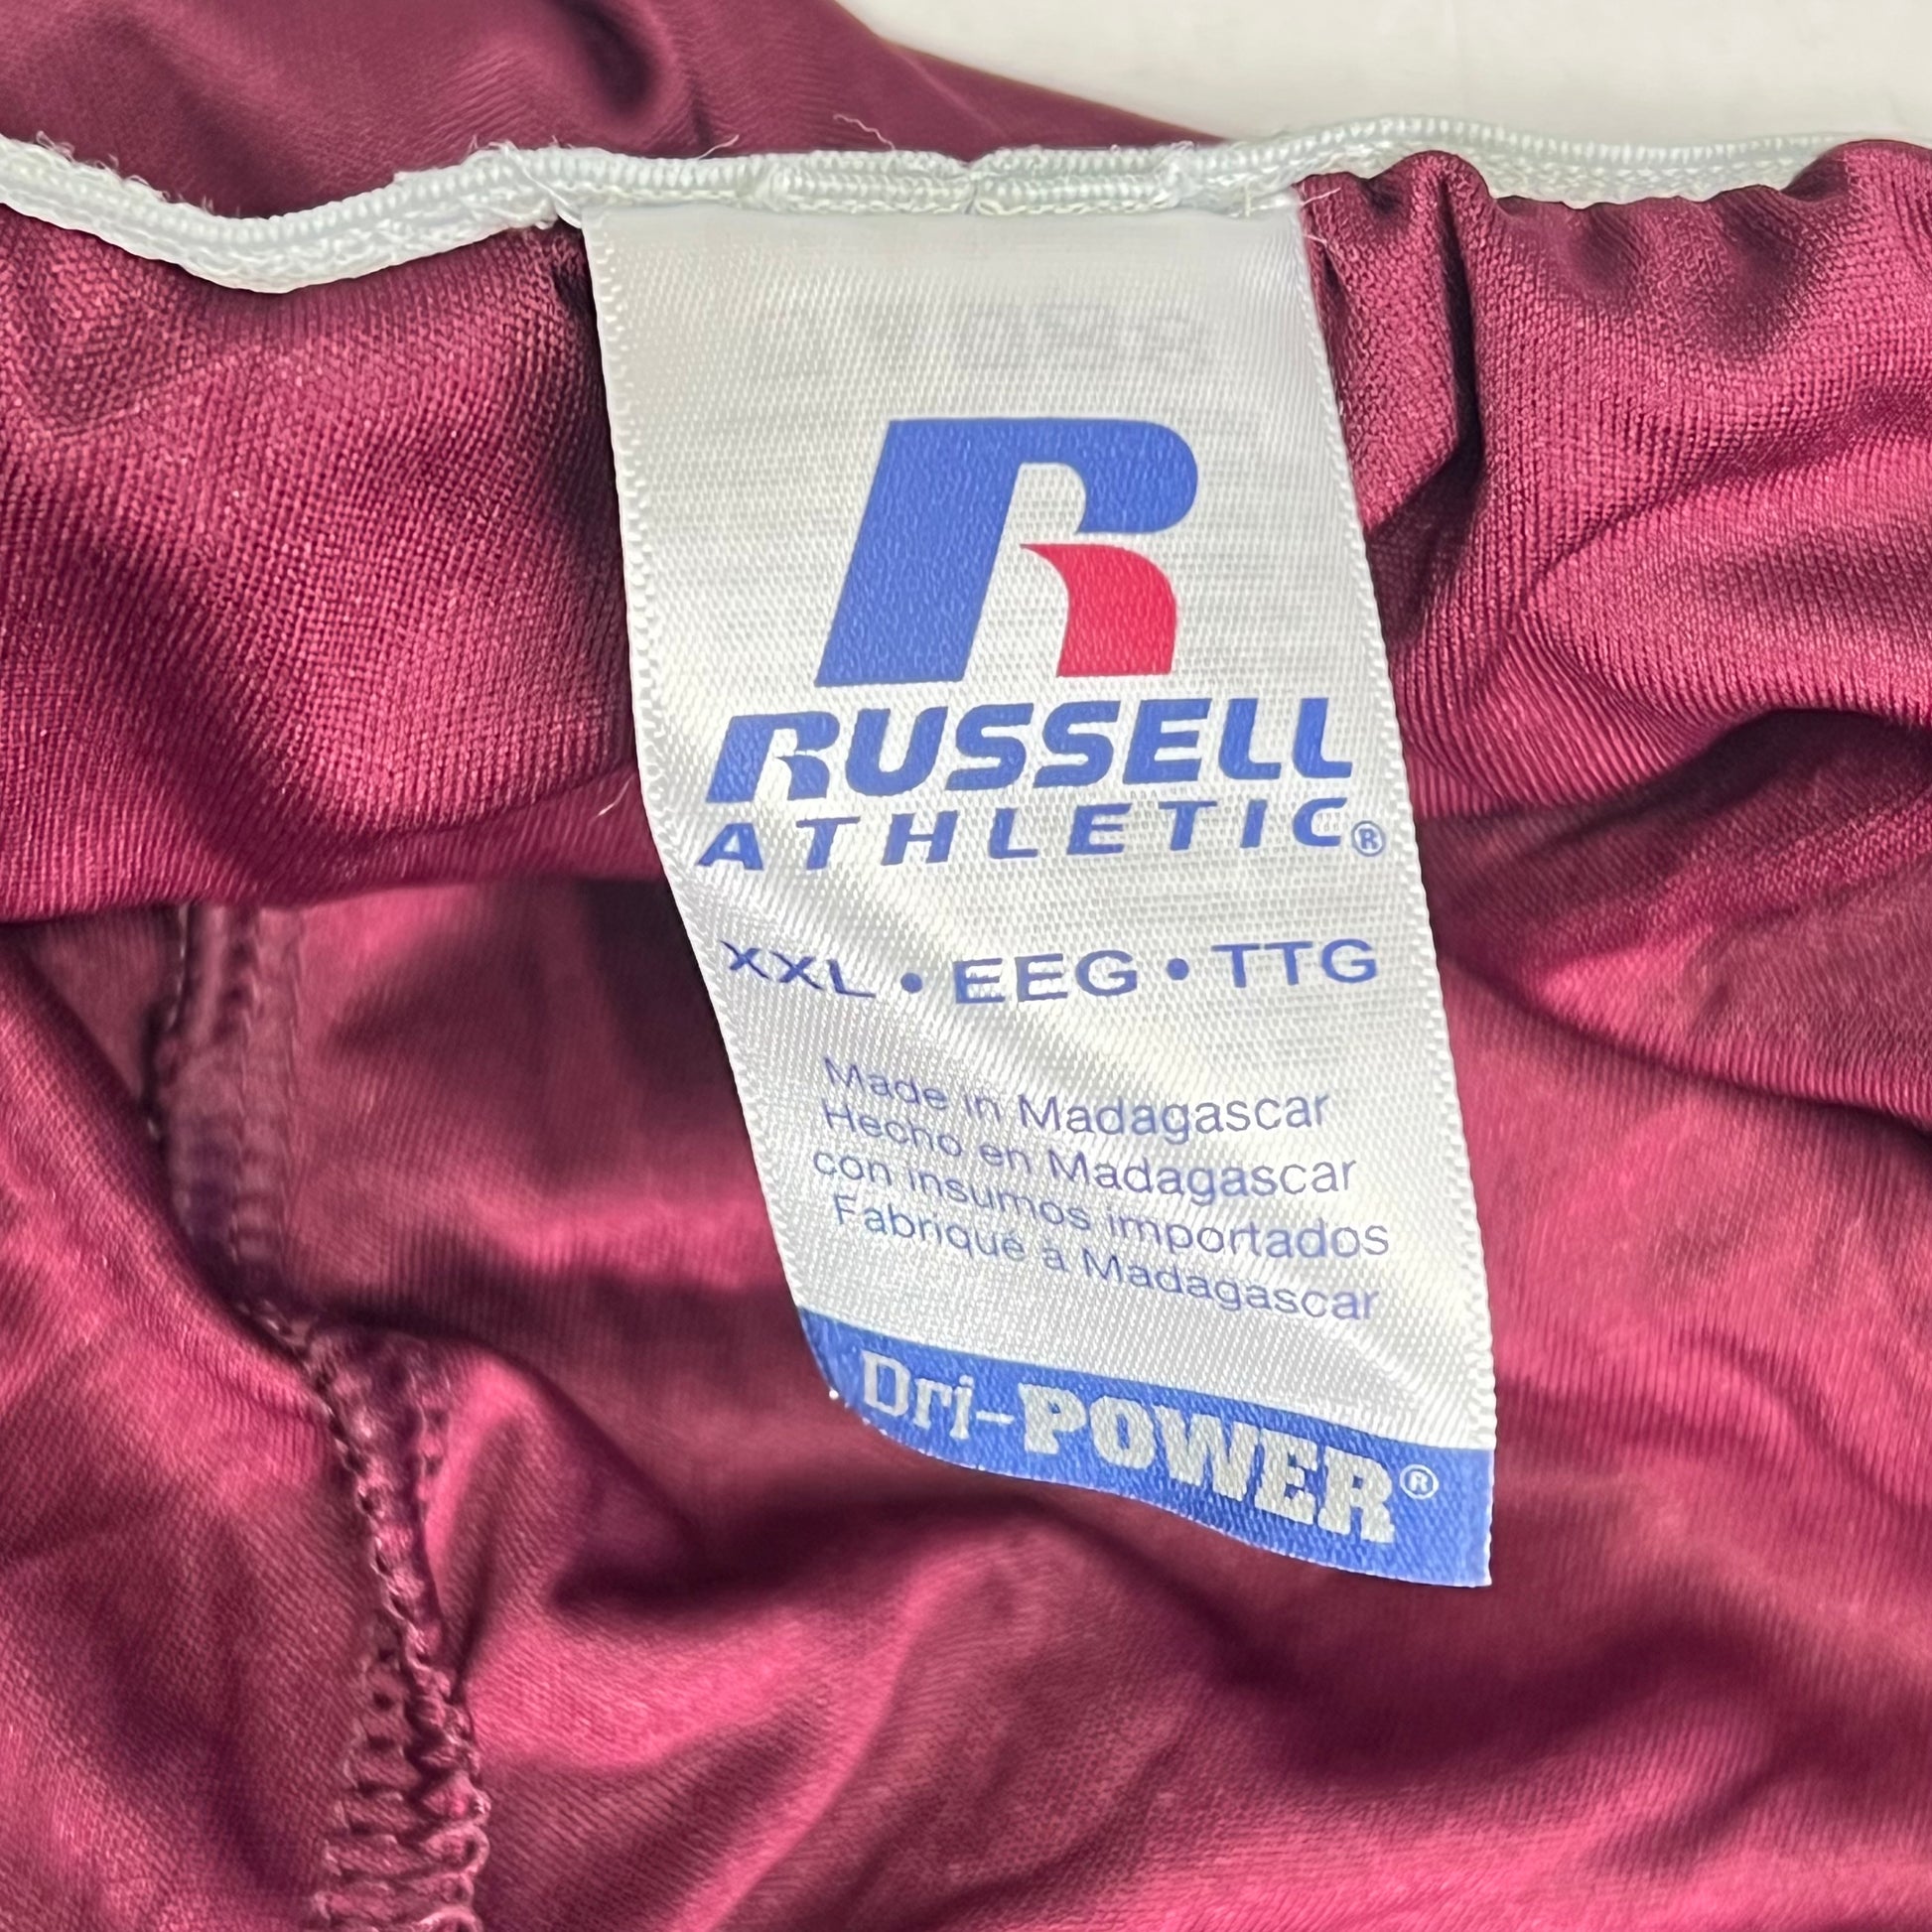 R
RUSSELL
ATHLETIC®
XXL • EEG • TTG
Made in Madagascar
Hecho en Madagascar
con insumos importados
Fabriqué à Madagascar
Dri-POWER®